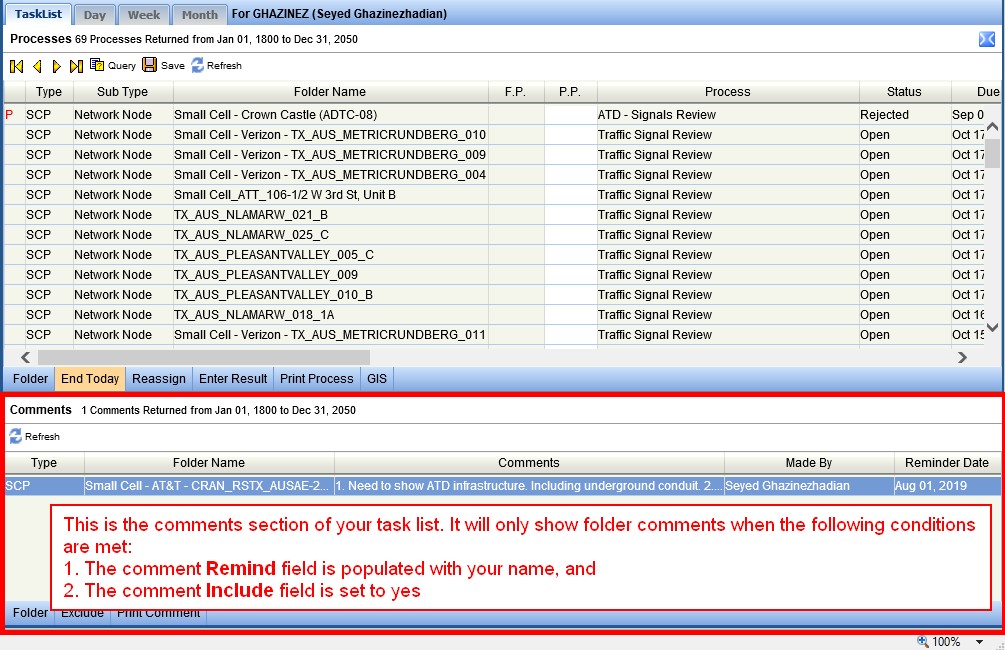 TaskList Day Week Month For GHAZINEZ (Seyed Ghazinezhadian)
Processes 69 Processes Returned from Jan 01, 1800 to Dec 31, 2050
Query Save Refresh
Type Sub Type Folder Name F.P. P.P. Process Status Due
P SCP Network Node Small Cell - Crown Castle (ADTC-08) ATD - Signals Review Rejected Sep 0
SCP Network Node Small Cell - Verizon - TX_AUS_METRICRUNDBERG_010 Traffic Signal Review Open Oct 17
SCP Network Node Small Cell - Verizon - TX_AUS_METRICRUNDBERG_009 Traffic Signal Review Open Oct 17
SCP Network Node Small Cell - Verizon - TX_AUS_METRICRUNDBERG_004 Traffic Signal Review Open Oct 17
SCP Network Node Small Cell_ATT_106-1/2 W 3rd St, Unit B Traffic Signal Review Open Oct 17
SCP Network Node TX_AUS_NLAMARW_021_B Traffic Signal Review Open Oct 17
SCP Network Node TX_AUS_NLAMARW_025_C Traffic Signal Review Open Oct 17
SCP Network Node TX_AUS_PLEASANTVALLEY_005_C Traffic Signal Review Open Oct 17
SCP Network Node TX_AUS_PLEASANTVALLEY_009 Traffic Signal Review Open Oct 17
SCP Network Node TX_AUS_PLEASANTVALLEY_010_B Traffic Signal Review Open Oct 17
SCP Network Node TX_AUS_NLAMARW_018_1A Traffic Signal Review Open Oct 16
SCP Network Node Small Cell - Verizon - TX_AUS_METRICRUNDBERG_011 Traffic Signal Review Open Oct 15
Folder End Today Reassign Enter Result Print Process GIS
Comments 1 Comments Returned from Jan 01, 1800 to Dec 31, 2050
Refresh
Type Folder Name Comments Made By Reminder Date
SCP Small Cell - AT&T - CRAN_RSTX_AUSAE-2... 1. Need to show ATD infrastructure. Including underground conduit. 2.... Seyed Ghazinezhadian Aug 01, 2019
This is the comments section of your task list. It will only show folder comments when the following conditions
are met:
1. The comment Remind field is populated with your name, and
2. The comment Include field is set to yes
Folder Exclude Print Comment
100%